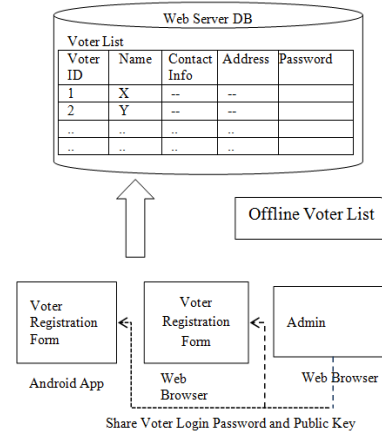 Web Server DB
Voter List
Voter ID Name Contact Info Address Password
1 X -- --
2 Y -- --
.. .. .. ..
.. .. .. ..
Offline Voter List
Voter Registration Form
Voter Registration Form
Admin
Android App
Web Browser
Web Browser
Share Voter Login Password and Public Key